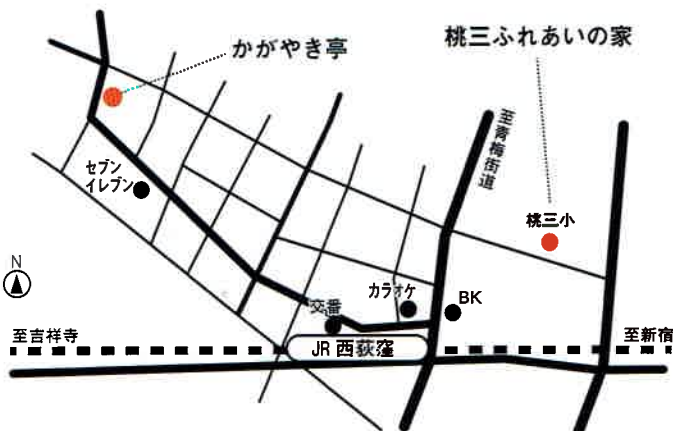 かがやき亭
桃三ふれあいの家
至青梅街道
セブン
イレブン
桃三小
N
カラオケ
BK
交番
至吉祥寺
JR 西荻窪
至新宿